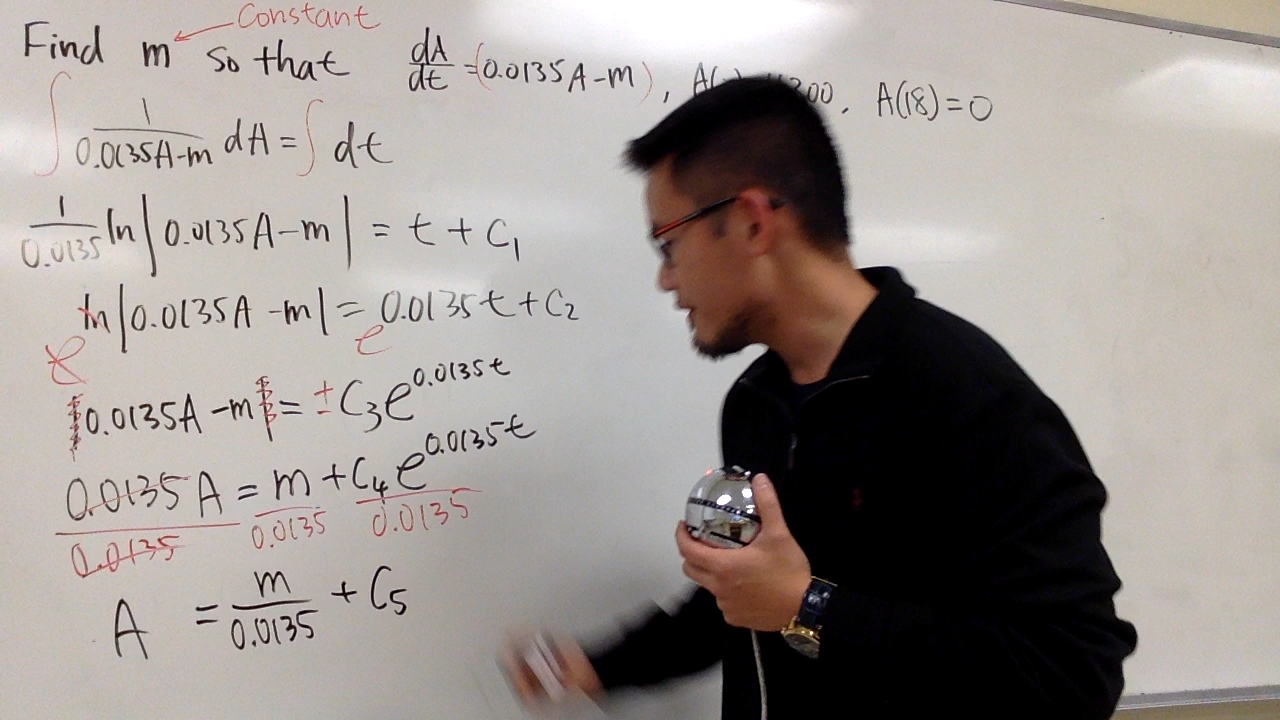 Constant
Find m so that dA/dt = (0.0135A - m), A( 300, A(18) = 0
∫ 1/(0.0135A-m) dA = ∫ dt
1/0.0135 ln|0.0135A - m| = t + C₁
ln|0.0135A - m| = 0.0135t + C₂
e e
|0.0135A - m| = ± C₃e^0.0135t
0.0135A = m + C₄e^0.0135t
0.0135 0.0135 0.0135
A = m/0.0135 + C₅